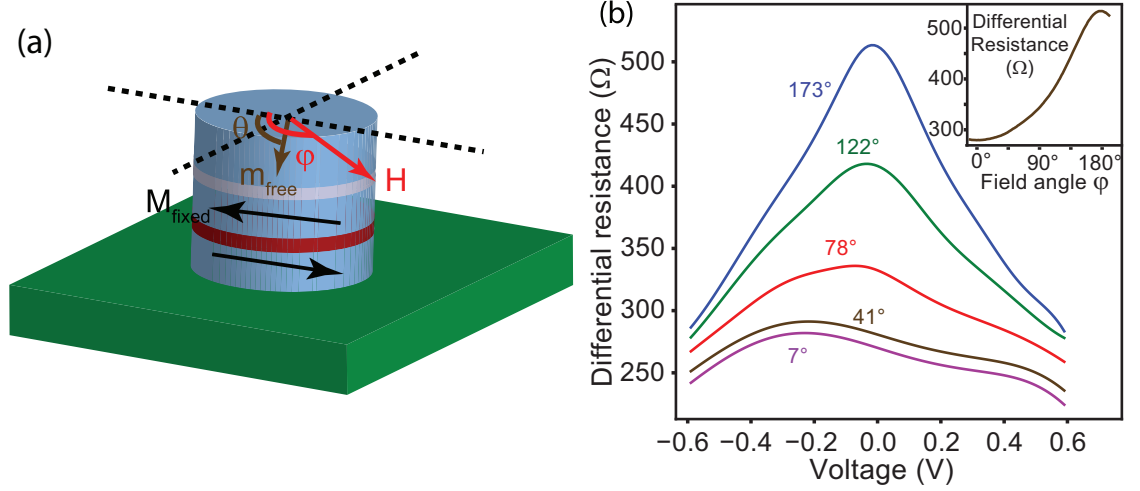 (a)
θ
φ
H
m free
M fixed
(b)
Differential resistance (Ω)
500
450
400
350
300
250
173°
122°
78°
41°
7°
−0.6
−0.4
−0.2
0.0
0.2
0.4
0.6
Voltage (V)
Differential
Resistance
(Ω)
500
400
300
0°
90°
180°
Field angle φ